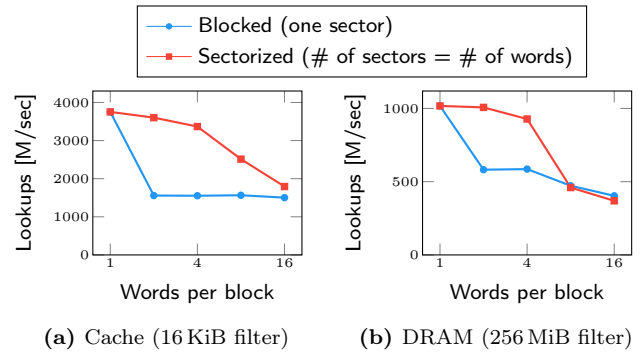 Blocked (one sector)
Sectorized (# of sectors = # of words)
Lookups [M/sec]
4000
3000
2000
1000
0
1
4
16
Words per block
(a) Cache (16 KiB filter)
Lookups [M/sec]
1000
500
0
1
4
16
Words per block
(b) DRAM (256 MiB filter)